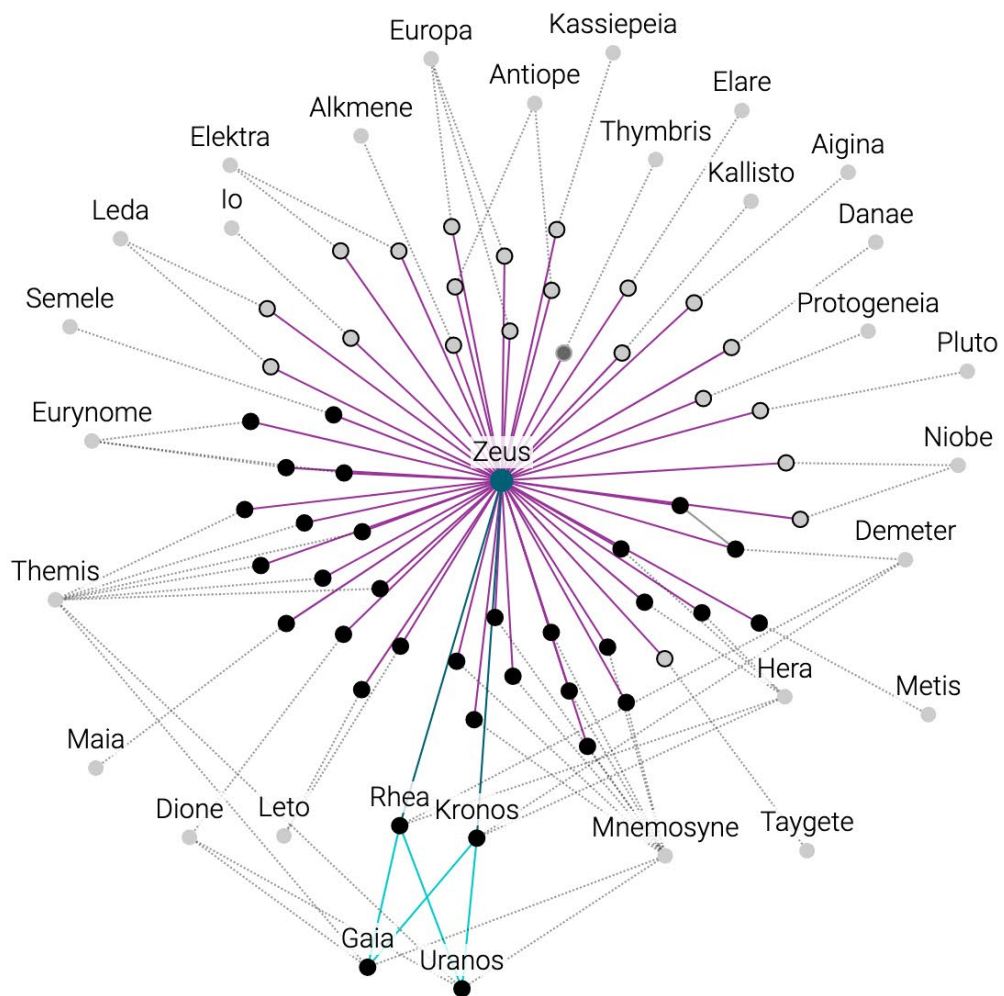 Kassiepeia
Europa
Antiope
Elare
Alkmene
Thymbris
Elektra
Aigina
Kallisto
Io
Leda
Danae
Semele
Protogeneia
Pluto
Eurynome
Niobe
Zeus
Demeter
Themis
Hera
Metis
Maia
Rhea
Dione
Leto
Kronos
Mnemosyne
Taygete
Gaia
Uranos